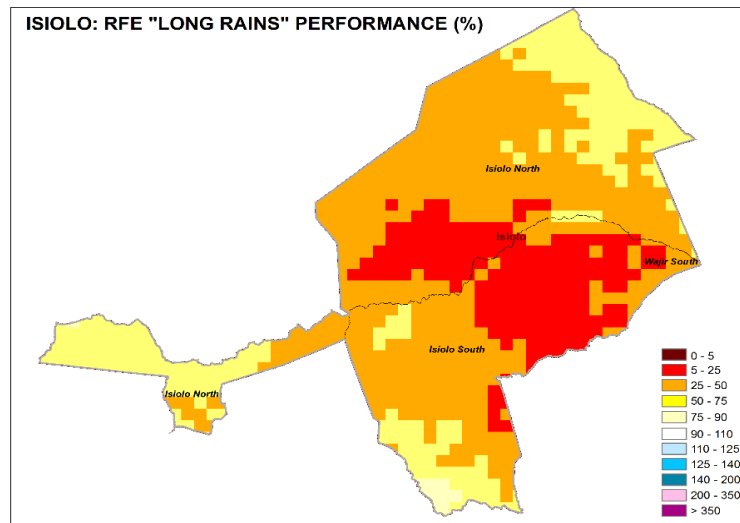 ISIOLO: RFE "LONG RAINS" PERFORMANCE (%)
Isiolo North
Isiolo
Wajir South
Isiolo South
Isiolo North
0 - 5
5 - 25
25 - 50
50 - 75
75 - 90
90 - 110
110 - 125
125 - 140
140 - 200
200 - 350
> 350